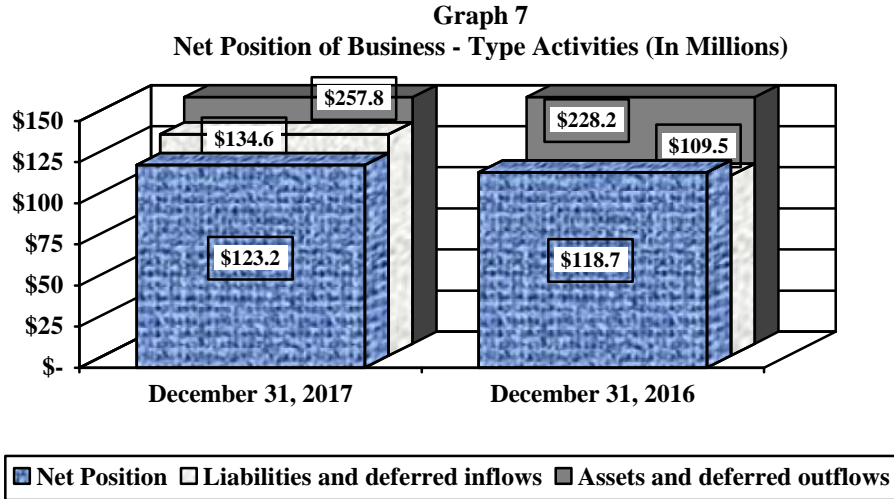 Graph 7
Net Position of Business - Type Activities (In Millions)
$257.8
$228.2
$150
$134.6
$109.5
$125
$100
$75
$123.2
$118.7
$50
$25
$-
December 31, 2017
December 31, 2016
Net Position
Liabilities and deferred inflows
Assets and deferred outflows